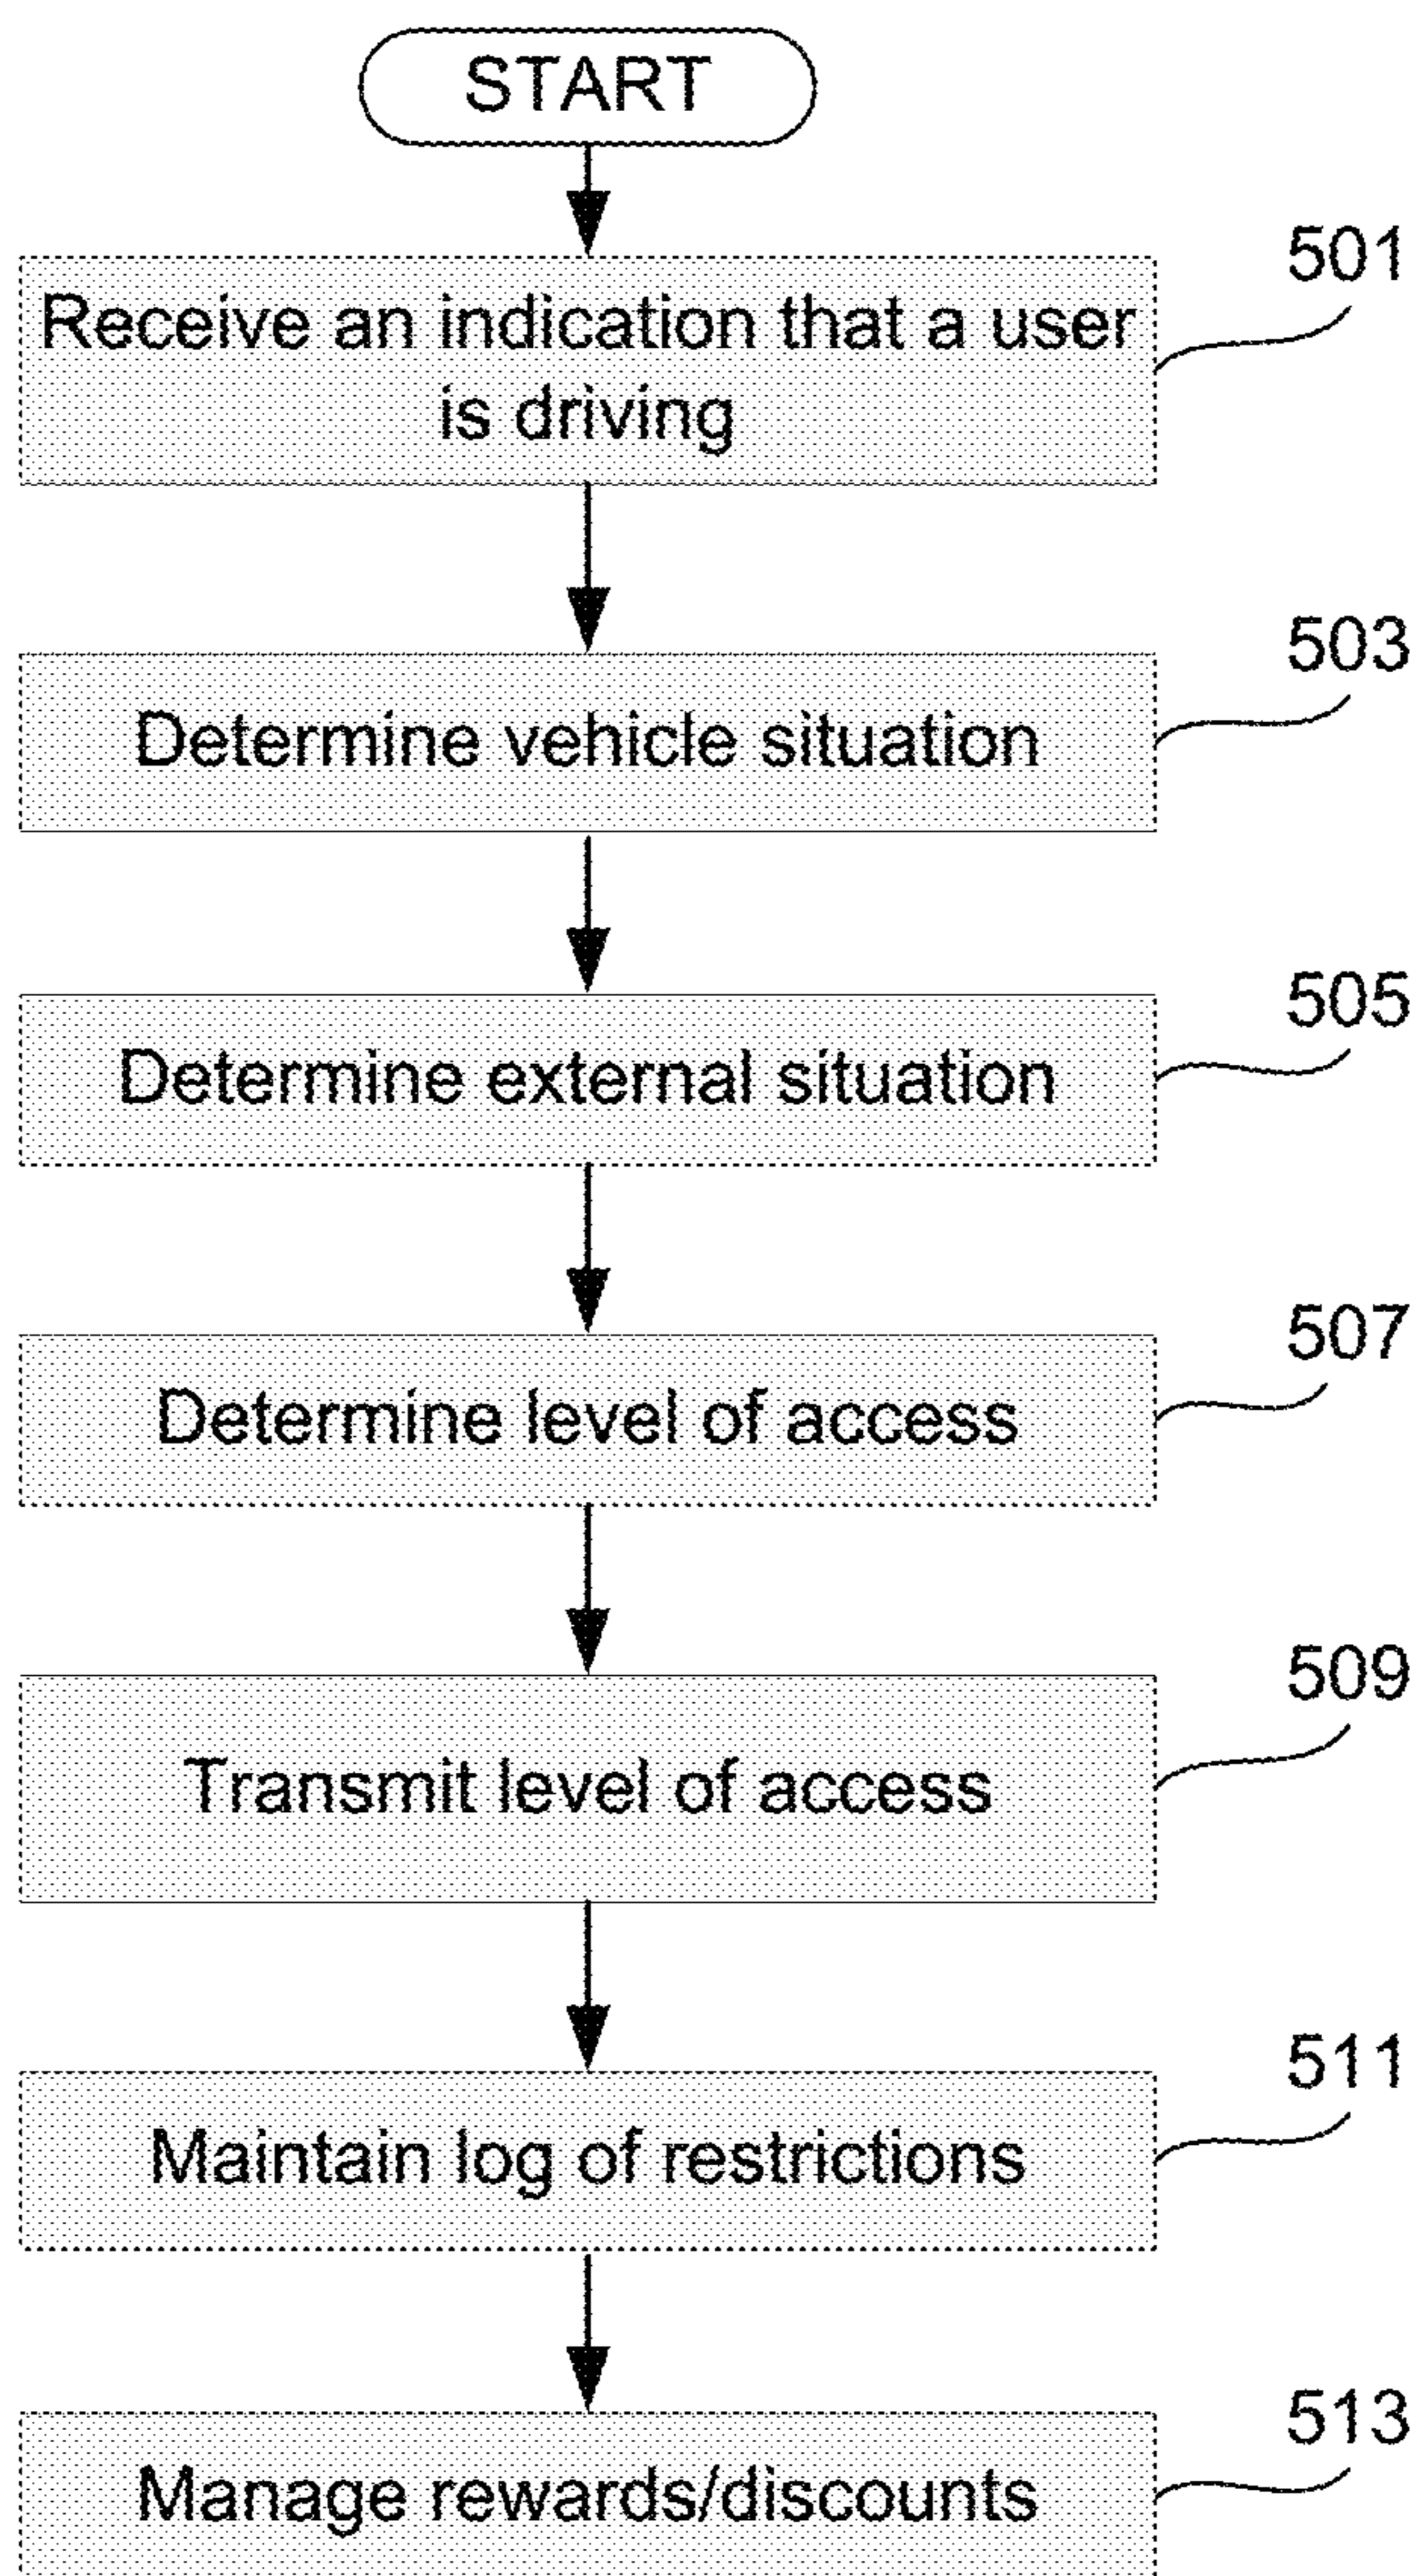 START
501
Receive an indication that a user
is driving
503
Determine vehicle situation
505
Determine external situation
507
Determine level of access
509
Transmit level of access
511
Maintain log of restrictions
513
Manage rewards/discounts